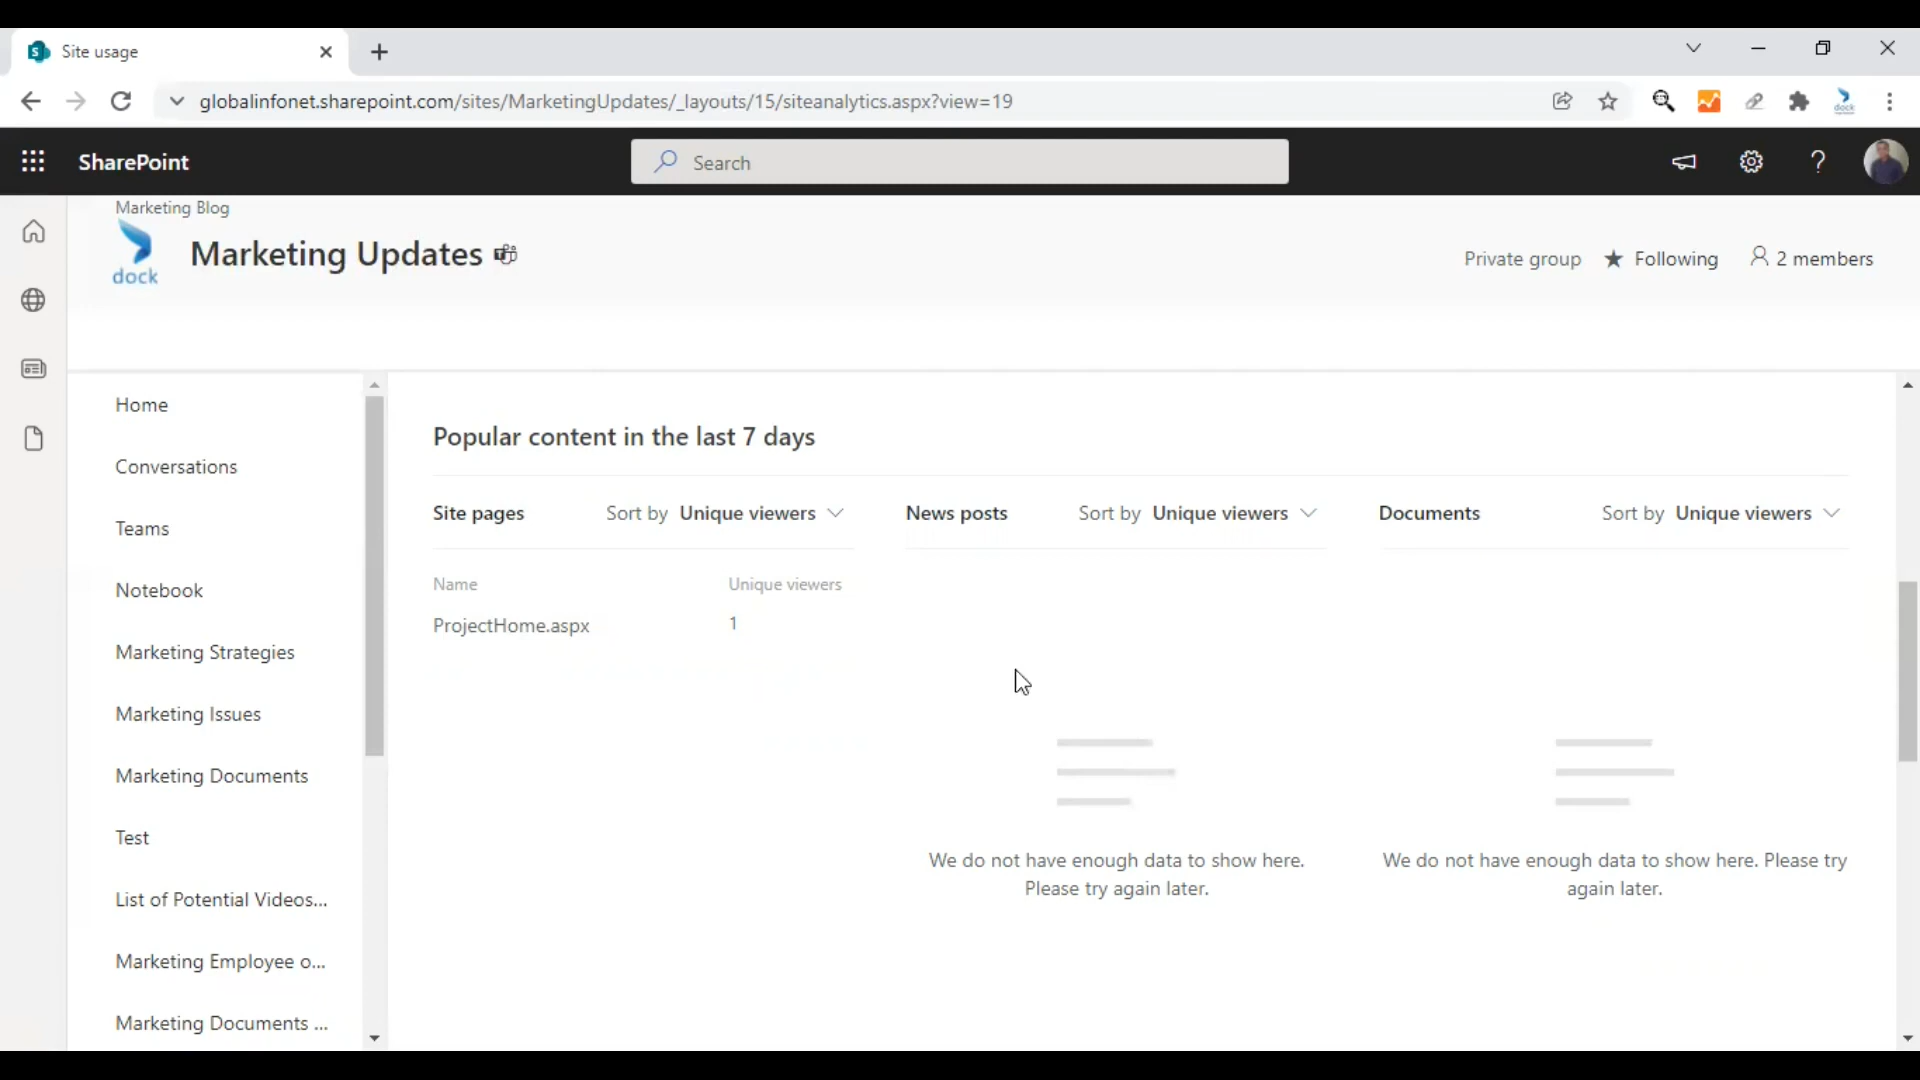 Site usage
globalinfonet.sharepoint.com/sites/MarketingUpdates/_layouts/15/siteanalytics.aspx?view=19
dock
SharePoint
Search
Marketing Blog
dock
Marketing Updates
Private group
Following
2 members
Home
Conversations
Teams
Notebook
Marketing Strategies
Marketing Issues
Marketing Documents
Test
List of Potential Videos...
Marketing Employee o...
Marketing Documents ...
Popular content in the last 7 days
Site pages Sort by Unique viewers
Name Unique viewers
ProjectHome.aspx 1
News posts Sort by Unique viewers
We do not have enough data to show here.
Please try again later.
Documents Sort by Unique viewers
We do not have enough data to show here. Please try
again later.